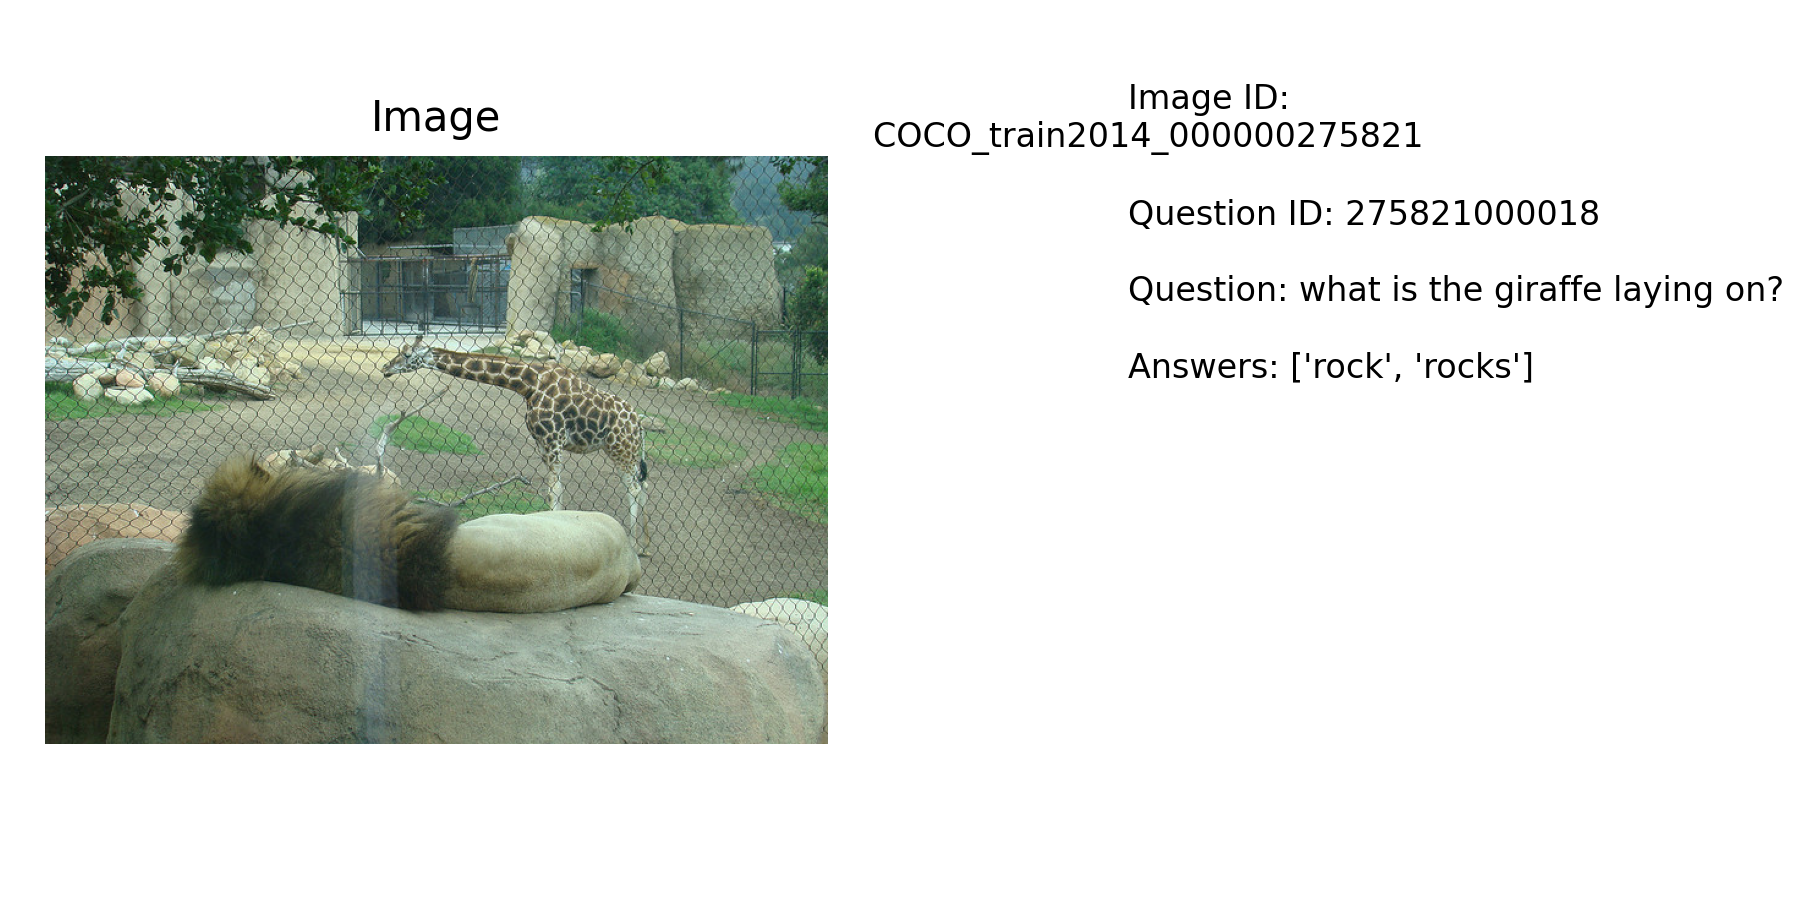 Image
Image ID:
COCO_train2014_000000275821
Question ID: 275821000018
Question: what is the giraffe laying on?
Answers: ['rock', 'rocks']